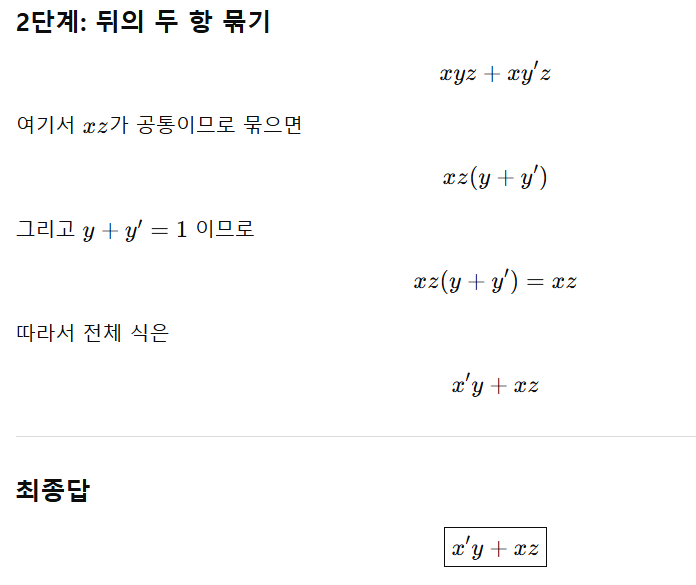 2단계: 뒤의 두 항 묶기
xyz + xy′z
여기서 xz가 공통이므로 묶으면
xz(y + y′)
그리고 y + y′ = 1 이므로
xz(y + y′) = xz
따라서 전체 식은
x′y + xz
최종답
x′y + xz